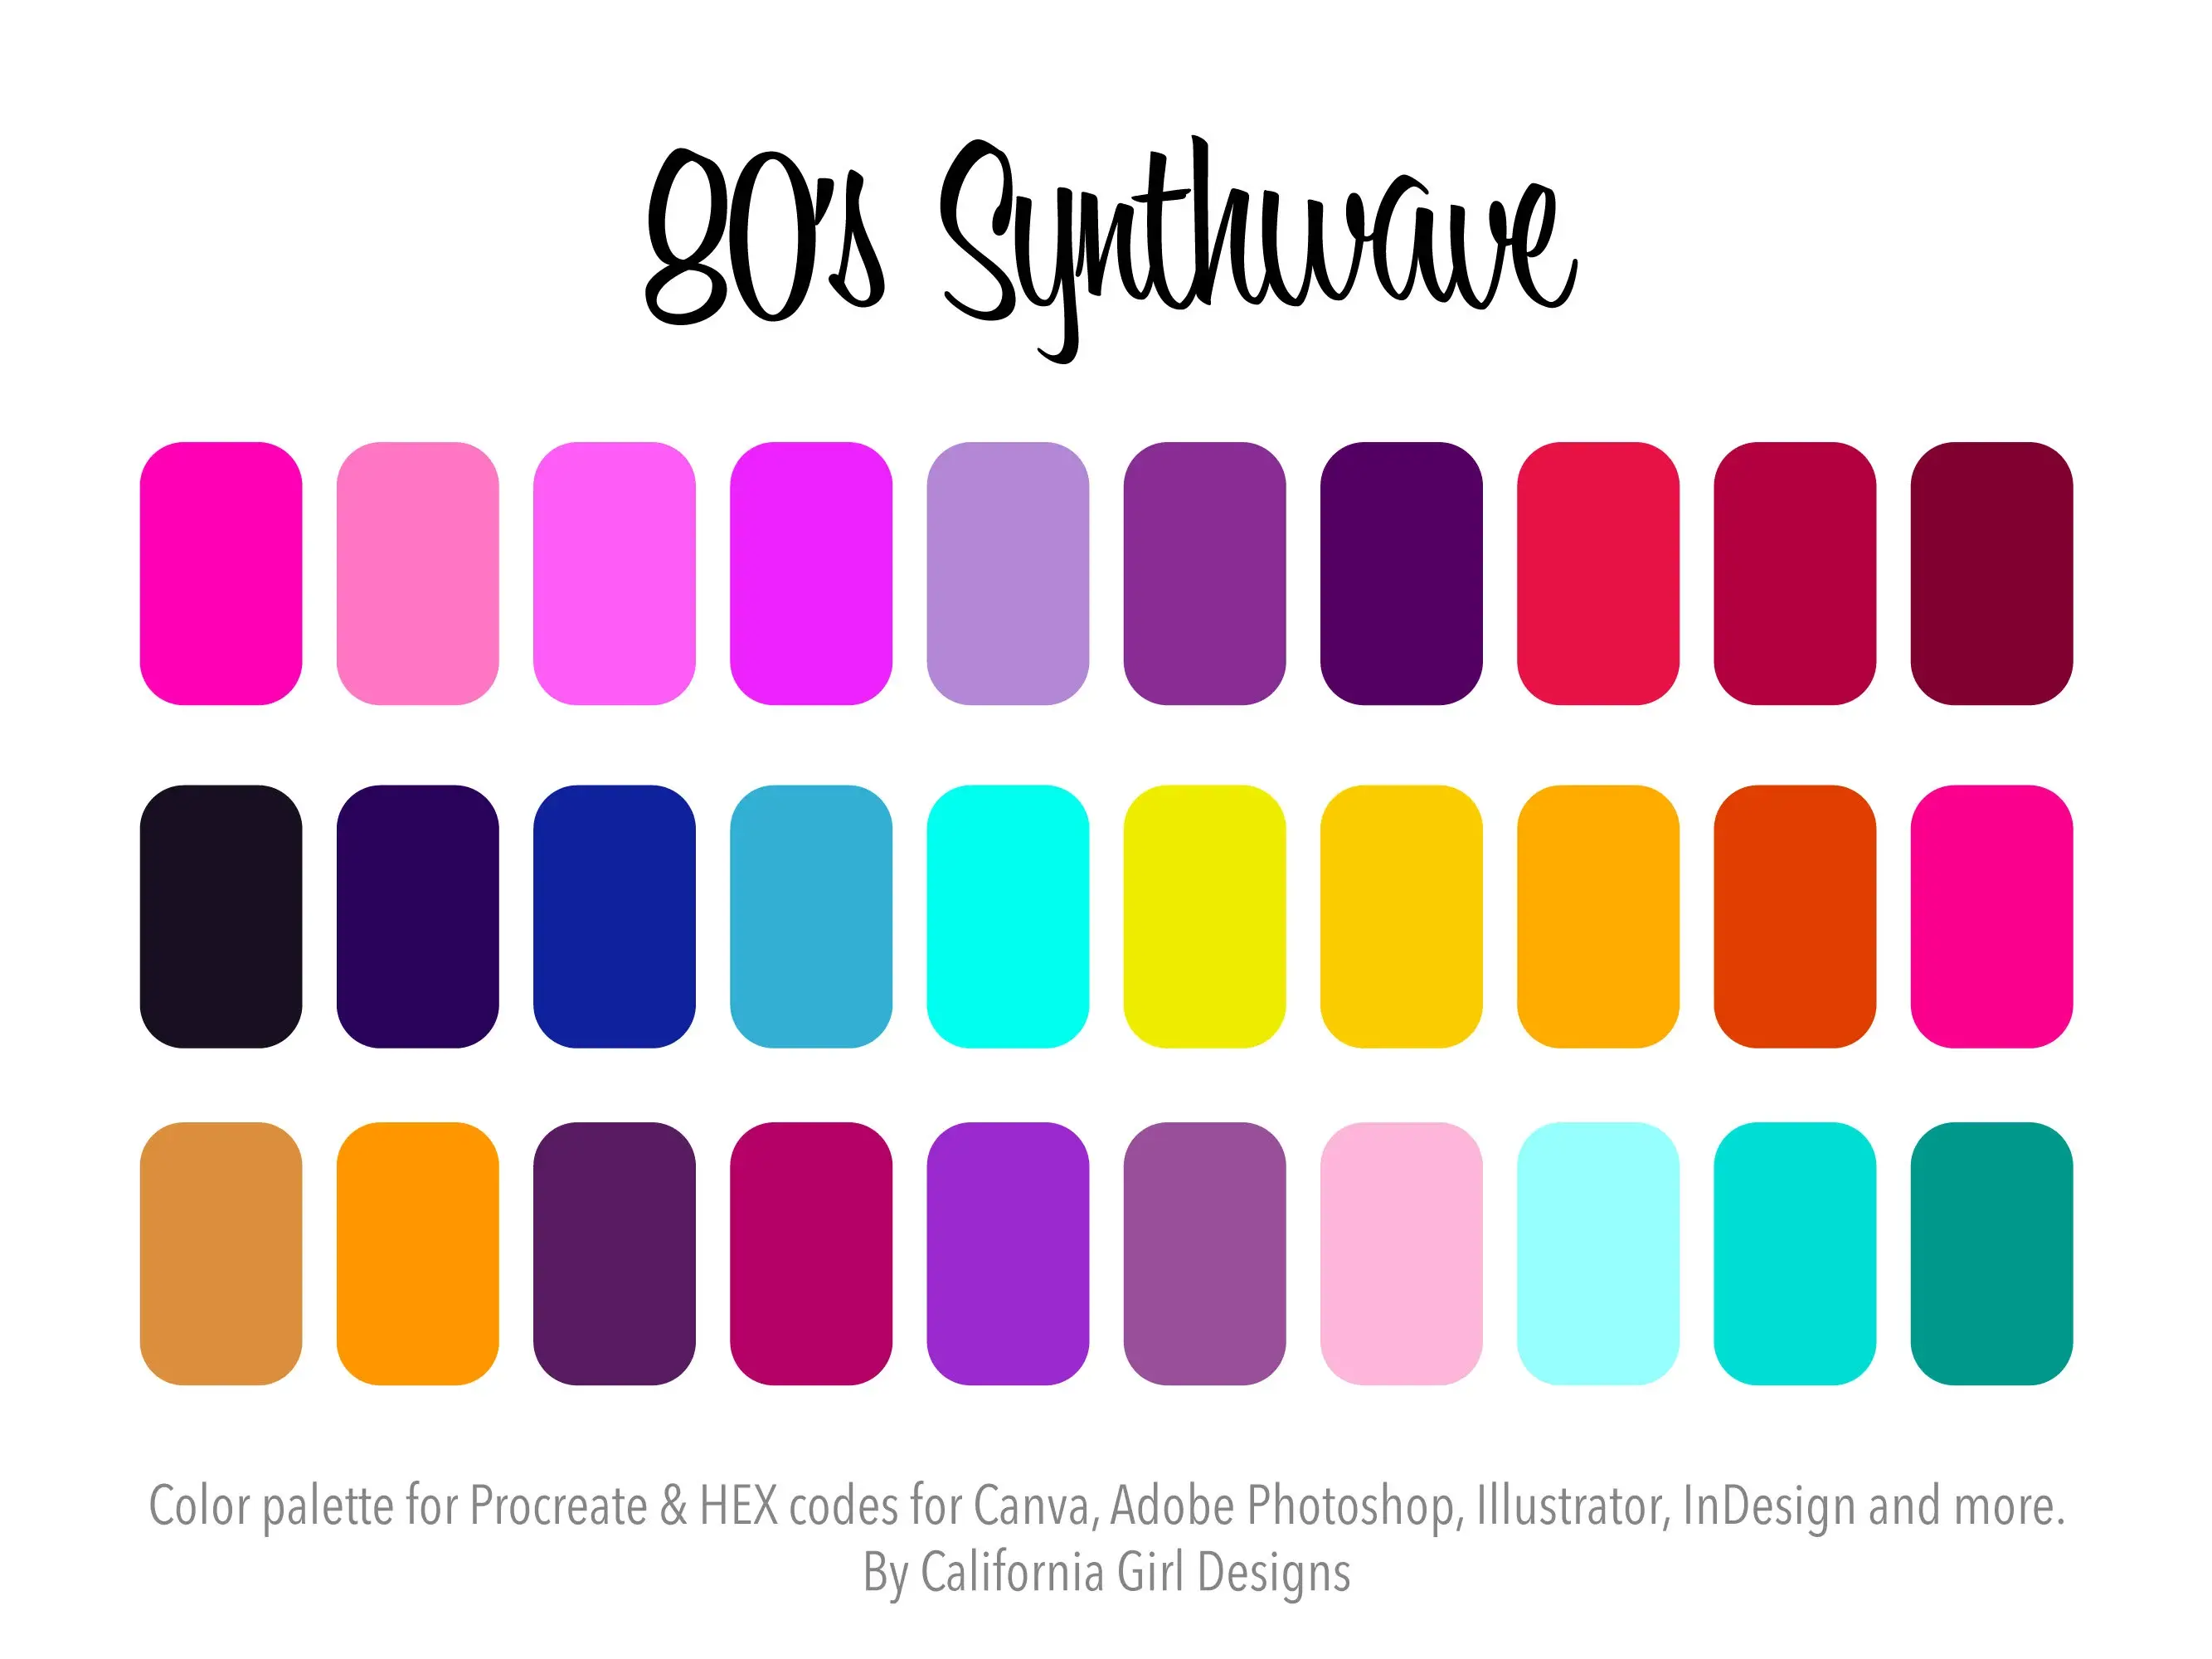 80s Synthwave
Color palette for Procreate & HEX codes for Canva, Adobe Photoshop, Illustrator, InDesign and more.
By California Girl Designs